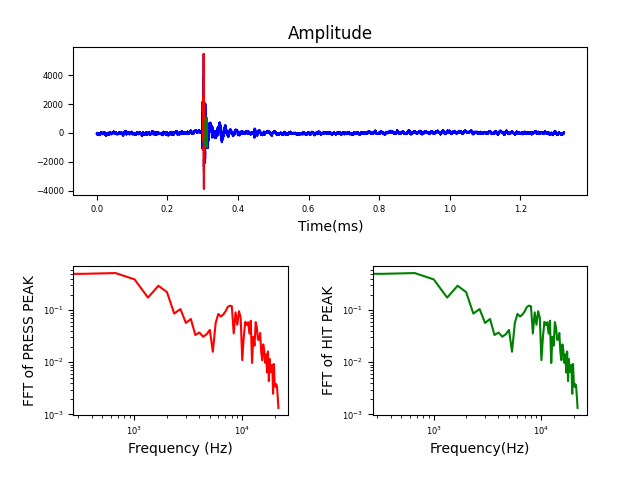 Amplitude
4000
2000
0
−2000
−4000
0.0 0.2 0.4 0.6 0.8 1.0 1.2
Time(ms)
FFT of PRESS PEAK
10⁻¹
10⁻²
10⁻³
10³ 10⁴
Frequency (Hz)
FFT of HIT PEAK
10⁻¹
10⁻²
10⁻³
10³ 10⁴
Frequency(Hz)